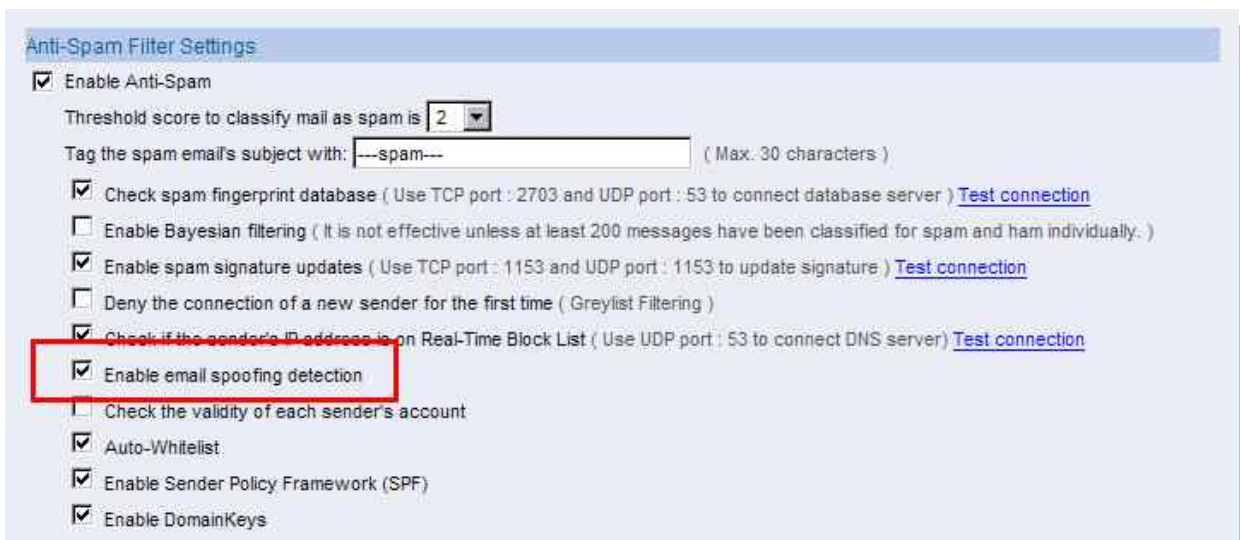 Anti-Spam Filter Settings
Enable Anti-Spam
Threshold score to classify mail as spam is 2
Tag the spam email's subject with: ---spam--- ( Max. 30 characters )
Check spam fingerprint database ( Use TCP port : 2703 and UDP port : 53 to connect database server ) Test connection
Enable Bayesian filtering ( It is not effective unless at least 200 messages have been classified for spam and ham individually. )
Enable spam signature updates ( Use TCP port : 1153 and UDP port : 1153 to update signature ) Test connection
Deny the connection of a new sender for the first time ( Greylist Filtering )
Check if the sender's IP address is on Real-Time Block List ( Use UDP port : 53 to connect DNS server) Test connection
Enable email spoofing detection
Check the validity of each sender's account
Auto-Whitelist
Enable Sender Policy Framework (SPF)
Enable DomainKeys